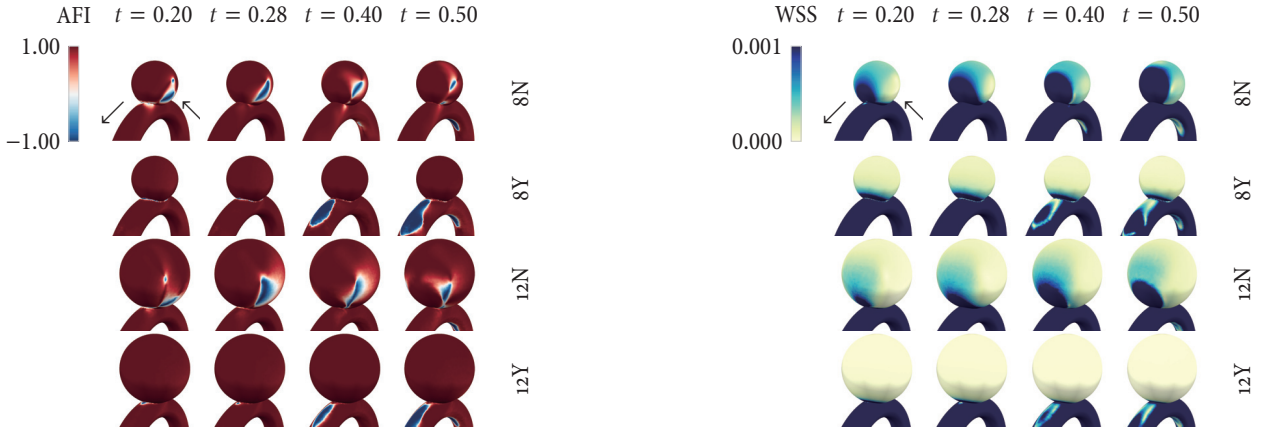 AFI t = 0.20 t = 0.28 t = 0.40 t = 0.50
1.00
−1.00
8N
8Y
12N
12Y
WSS t = 0.20 t = 0.28 t = 0.40 t = 0.50
0.001
0.000
8N
8Y
12N
12Y